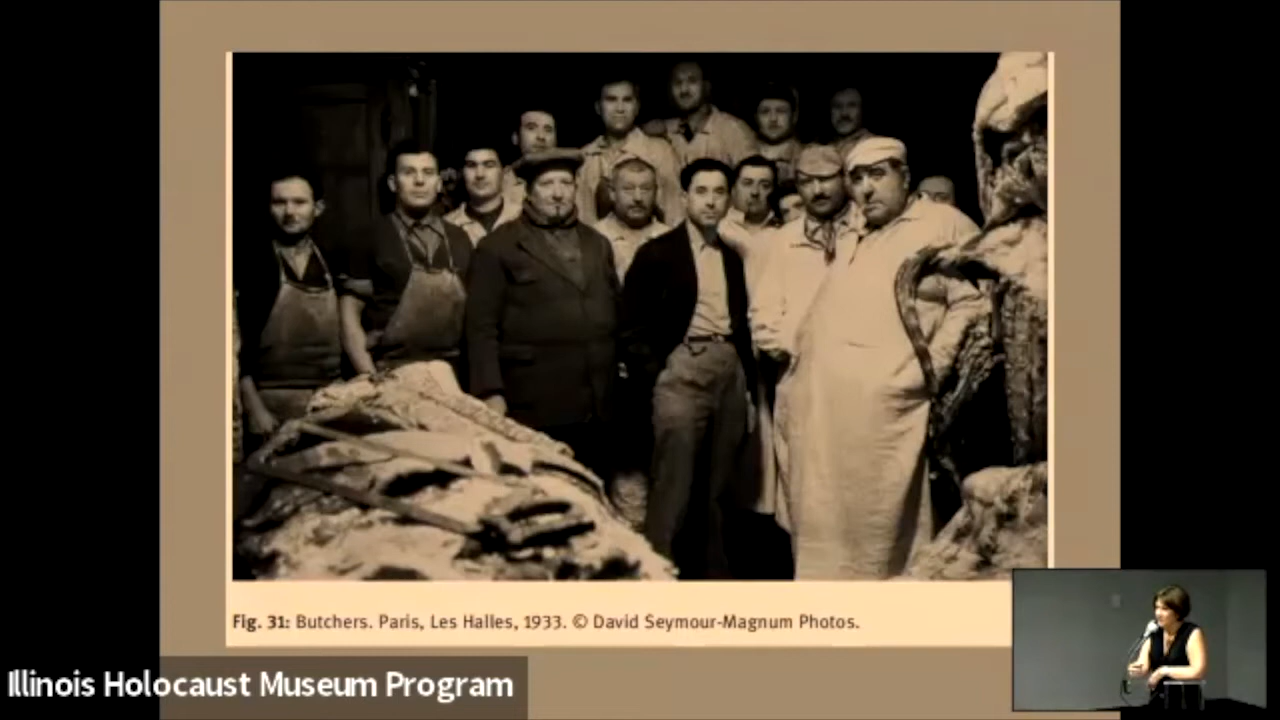 Fig. 31: Butchers. Paris, Les Halles, 1933. © David Seymour-Magnum Photos.
Illinois Holocaust Museum Program